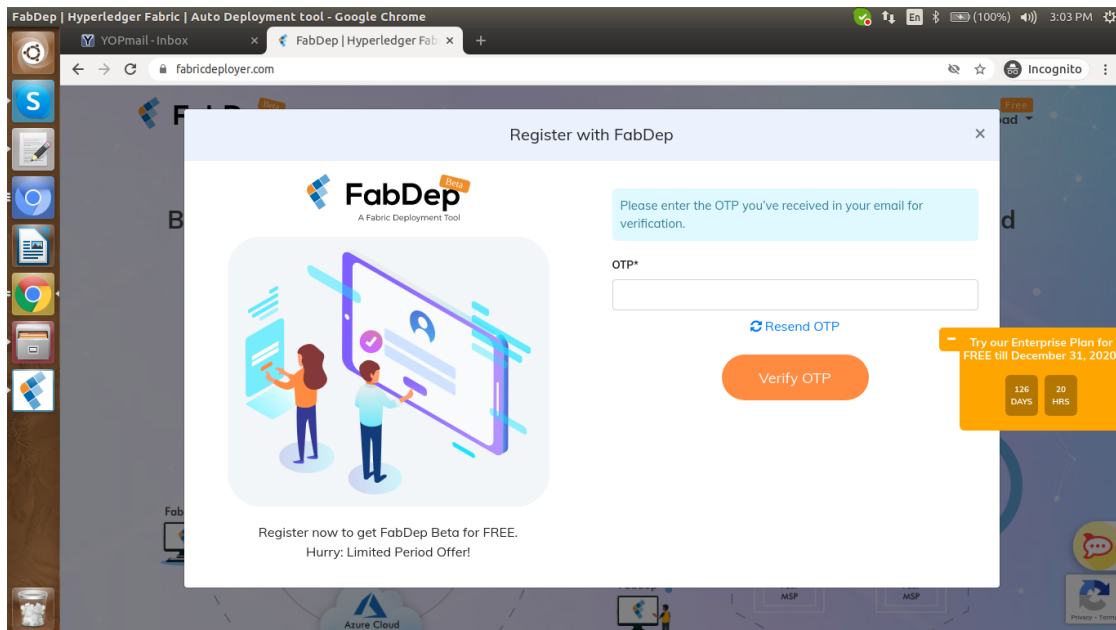 FabDep | Hyperledger Fabric | Auto Deployment tool - Google Chrome
En
(100%)
3:03 PM
YOPmail - Inbox
FabDep | Hyperledger Fab
fabricdeployer.com
Incognito
Beta
Free
Register with FabDep
FabDep
Beta
A Fabric Deployment Tool
Please enter the OTP you've received in your email for
verification.
OTP*
Resend OTP
Verify OTP
Try our Enterprise Plan for
FREE till December 31, 2020
126
DAYS
20
HRS
Register now to get FabDep Beta for FREE.
Hurry: Limited Period Offer!
MSP
MSP
Azure Cloud
Privacy - Terms